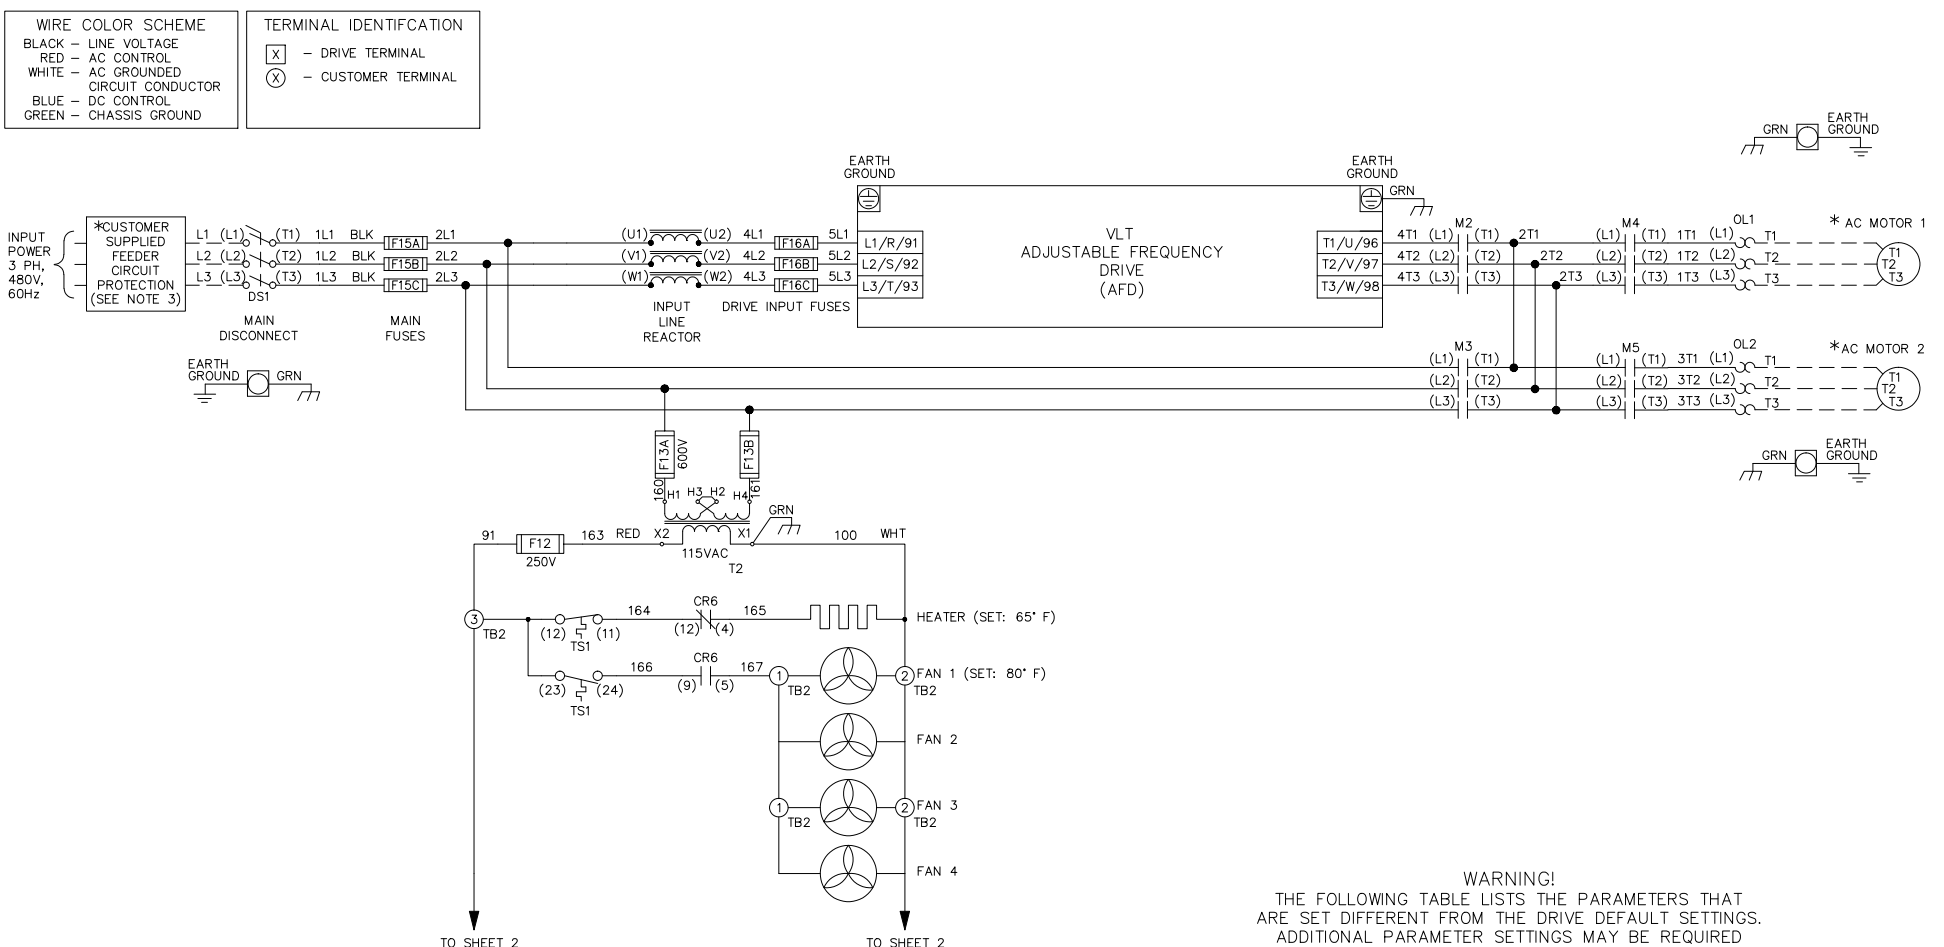 WIRE COLOR SCHEME
BLACK – LINE VOLTAGE
RED – AC CONTROL
WHITE – AC GROUNDED
CIRCUIT CONDUCTOR
BLUE – DC CONTROL
GREEN – CHASSIS GROUND
TERMINAL IDENTIFCATION
X – DRIVE TERMINAL
X – CUSTOMER TERMINAL
GRN
EARTH
GROUND
INPUT
POWER
3 PH,
480V,
60Hz
*CUSTOMER
SUPPLIED
FEEDER
CIRCUIT
PROTECTION
(SEE NOTE 3)
L1 (L1) (T1) 1L1 BLK F15A 2L1
L2 (L2) (T2) 1L2 BLK F15B 2L2
L3 (L3) (T3) 1L3 BLK F15C 2L3
DS1
MAIN
DISCONNECT
MAIN
FUSES
EARTH
GROUND
GRN
(U1) (U2) 4L1 F16A 5L1
(V1) (V2) 4L2 F16B 5L2
(W1) (W2) 4L3 F16C 5L3
INPUT
LINE
REACTOR
DRIVE INPUT FUSES
EARTH
GROUND
L1/R/91
L2/S/92
L3/T/93
VLT
ADJUSTABLE FREQUENCY
DRIVE
(AFD)
EARTH
GROUND
GRN
T1/U/96
T2/V/97
T3/W/98
M2 M4 OL1
4T1 (L1) (T1) 2T1 (L1) (T1) 1T1 (L1) T1
4T2 (L2) (T2) 2T2 (L2) (T2) 1T2 (L2) T2
4T3 (L3) (T3) 2T3 (L3) (T3) 1T3 (L3) T3
* AC MOTOR 1
T1
T2
T3
M3 M5 OL2
(L1) (T1) (L1) (T1) 3T1 (L1) T1
(L2) (T2) (L2) (T2) 3T2 (L2) T2
(L3) (T3) (L3) (T3) 3T3 (L3) T3
*AC MOTOR 2
T1
T2
T3
GRN
EARTH
GROUND
F13A
600V
F13B
160 H1 H3 H2 H4 161
GRN
91 F12 163 RED X2 X1 100 WHT
250V
115VAC
T2
3
TB2
(12) (11)
TS1
164
CR6
(12) (4)
165
HEATER (SET: 65° F)
(23) (24)
TS1
166
CR6
(9) (5)
167
1
TB2
2
TB2
FAN 1 (SET: 80° F)
FAN 2
1
TB2
2
TB2
FAN 3
FAN 4
TO SHEET 2
TO SHEET 2
WARNING!
THE FOLLOWING TABLE LISTS THE PARAMETERS THAT
ARE SET DIFFERENT FROM THE DRIVE DEFAULT SETTINGS.
ADDITIONAL PARAMETER SETTINGS MAY BE REQUIRED